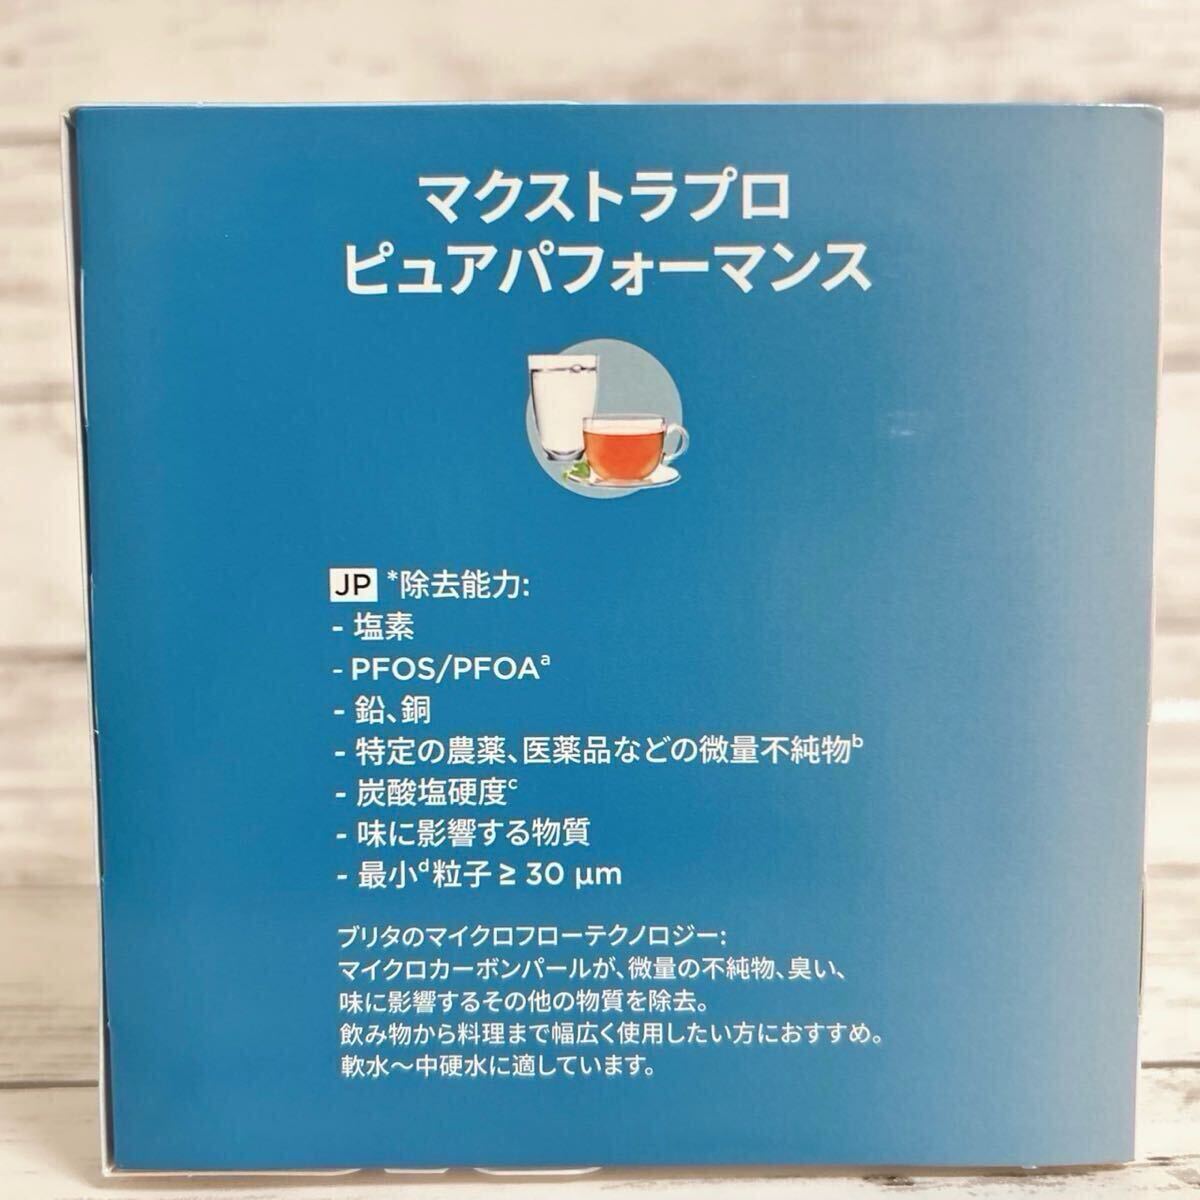 マクストラプロ
ピュアパフォーマンス
JP *除去能力:
- 塩素
- PFOS/PFOAᵃ
- 鉛、銅
- 特定の農薬、医薬品などの微量不純物ᵇ
- 炭酸塩硬度ᶜ
- 味に影響する物質
- 最小ᵈ粒子 ≥ 30 μm
ブリタのマイクロフローテクノロジー:
マイクロカーボンパールが、微量の不純物、臭い、
味に影響するその他の物質を除去。
飲み物から料理まで幅広く使用したい方におすすめ。
軟水～中硬水に適しています。